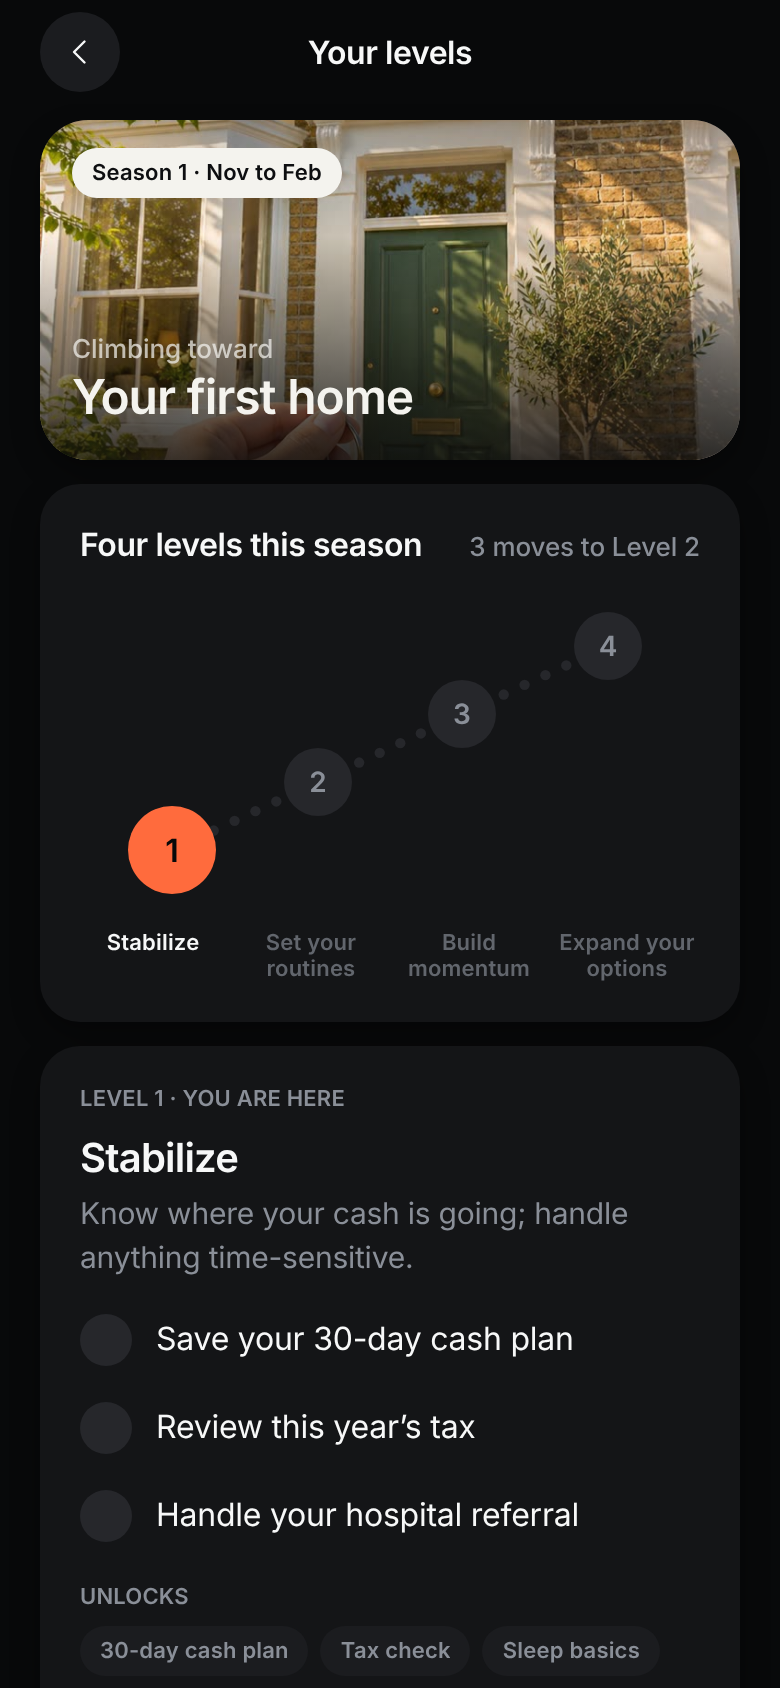 Your levels
Season 1 · Nov to Feb
Climbing toward
Your first home
Four levels this season
3 moves to Level 2
4
3
2
1
Stabilize
Set your
routines
Build
momentum
Expand your
options
LEVEL 1 · YOU ARE HERE
Stabilize
Know where your cash is going; handle
anything time-sensitive.
Save your 30-day cash plan
Review this year’s tax
Handle your hospital referral
UNLOCKS
30-day cash plan
Tax check
Sleep basics